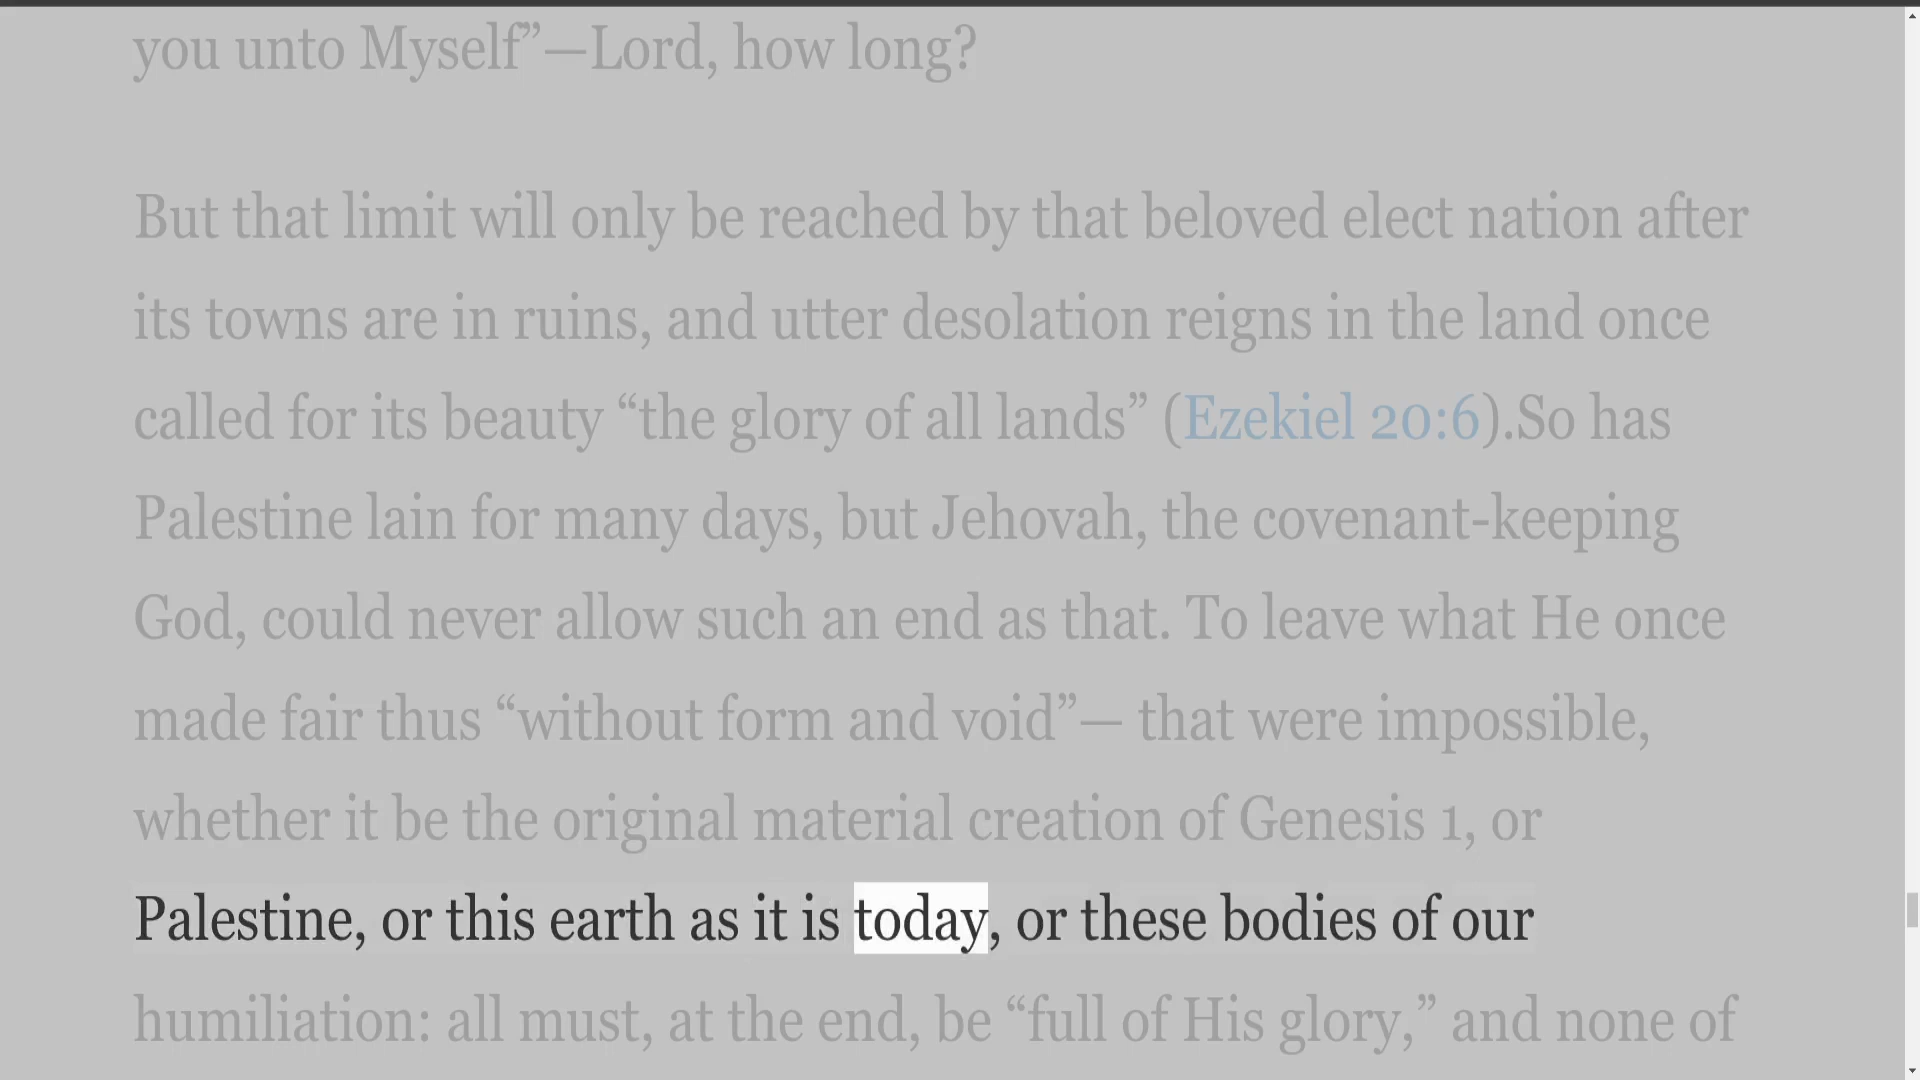 you unto Myself”—Lord, how long?
But that limit will only be reached by that beloved elect nation after
its towns are in ruins, and utter desolation reigns in the land once
called for its beauty “the glory of all lands” (Ezekiel 20:6).So has
Palestine lain for many days, but Jehovah, the covenant-keeping
God, could never allow such an end as that. To leave what He once
made fair thus “without form and void”— that were impossible,
whether it be the original material creation of Genesis 1, or
Palestine, or this earth as it is today, or these bodies of our
humiliation: all must, at the end, be “full of His glory,” and none of